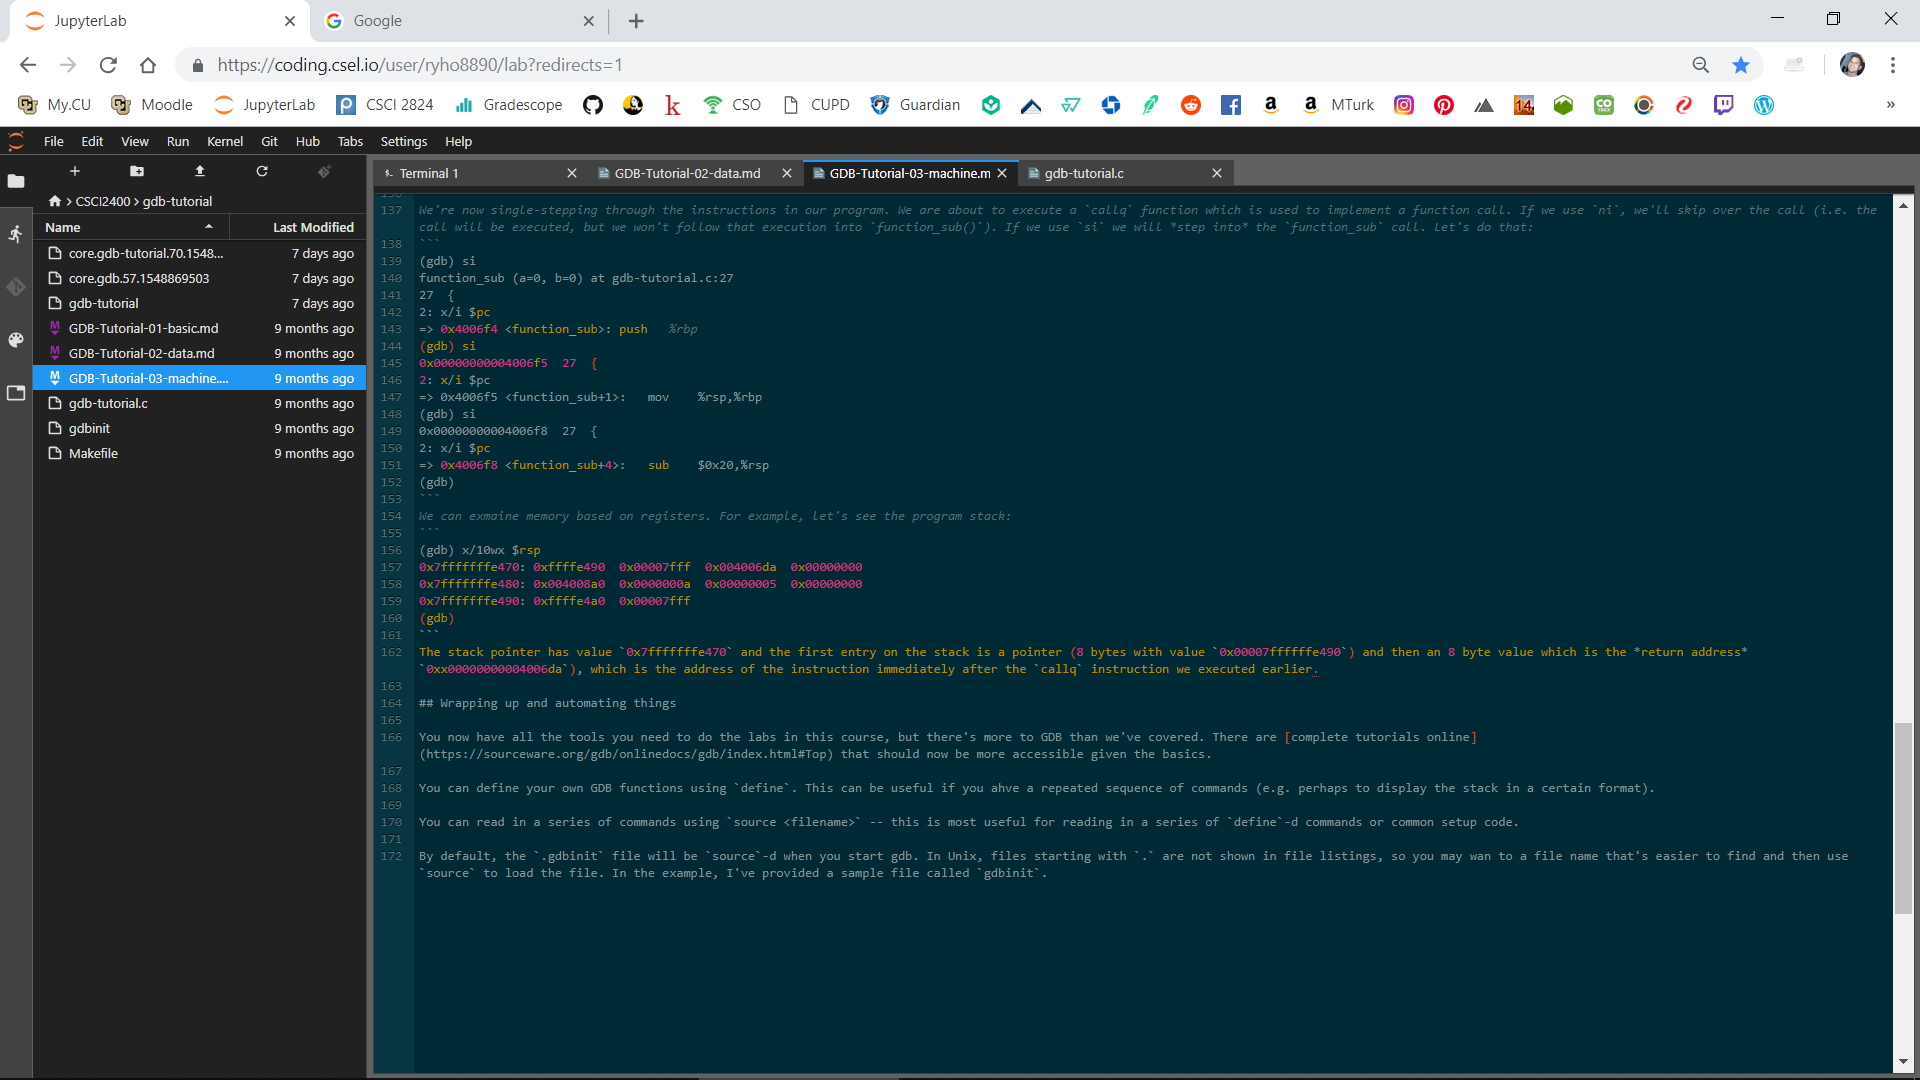 JupyterLab
Google
https://coding.csel.io/user/ryho8890/lab?redirects=1
My.CU Moodle JupyterLab CSCI 2824 Gradescope CSO CUPD Guardian MTurk
File Edit View Run Kernel Git Hub Tabs Settings Help
Terminal 1 GDB-Tutorial-02-data.md GDB-Tutorial-03-machine.m gdb-tutorial.c
CSCI2400 > gdb-tutorial
Name Last Modified
core.gdb-tutorial.70.1548... 7 days ago
core.gdb.57.1548869503 7 days ago
gdb-tutorial 7 days ago
GDB-Tutorial-01-basic.md 9 months ago
GDB-Tutorial-02-data.md 9 months ago
GDB-Tutorial-03-machine.... 9 months ago
gdb-tutorial.c 9 months ago
gdbinit 9 months ago
Makefile 9 months ago
137 We're now single-stepping through the instructions in our program. We are about to execute a `callq` function which is used to implement a function call. If we use `ni`, we'll skip over the call (i.e. the
call will be executed, but we won't follow that execution into `function_sub()`). If we use `si` we will *step into* the `function_sub` call. Let's do that:
138 ```
139 (gdb) si
140 function_sub (a=0, b=0) at gdb-tutorial.c:27
141 27 {
142 2: x/i $pc
143 => 0x4006f4 <function_sub>: push %rbp
144 (gdb) si
145 0x00000000004006f5 27 {
146 2: x/i $pc
147 => 0x4006f5 <function_sub+1>: mov %rsp,%rbp
148 (gdb) si
149 0x00000000004006f8 27 {
150 2: x/i $pc
151 => 0x4006f8 <function_sub+4>: sub $0x20,%rsp
152 (gdb)
153 ```
154 We can exmaine memory based on registers. For example, let's see the program stack:
155 ```
156 (gdb) x/10wx $rsp
157 0x7fffffffe470: 0xffffe490 0x00007fff 0x004006da 0x00000000
158 0x7fffffffe480: 0x004008a0 0x0000000a 0x00000005 0x00000000
159 0x7fffffffe490: 0xffffe4a0 0x00007fff
160 (gdb)
161 ```
162 The stack pointer has value `0x7fffffffe470` and the first entry on the stack is a pointer (8 bytes with value `0x00007ffffffe490`) and then an 8 byte value which is the *return address*
`0xx00000000004006da`), which is the address of the instruction immediately after the `callq` instruction we executed earlier.
163
164 ## Wrapping up and automating things
165
166 You now have all the tools you need to do the labs in this course, but there's more to GDB than we've covered. There are [complete tutorials online]
(https://sourceware.org/gdb/onlinedocs/gdb/index.html#Top) that should now be more accessible given the basics.
167
168 You can define your own GDB functions using `define`. This can be useful if you ahve a repeated sequence of commands (e.g. perhaps to display the stack in a certain format).
169
170 You can read in a series of commands using `source <filename>` -- this is most useful for reading in a series of `define`-d commands or common setup code.
171
172 By default, the `.gdbinit` file will be `source`-d when you start gdb. In Unix, files starting with `.` are not shown in file listings, so you may wan to a file name that's easier to find and then use
`source` to load the file. In the example, I've provided a sample file called `gdbinit`.